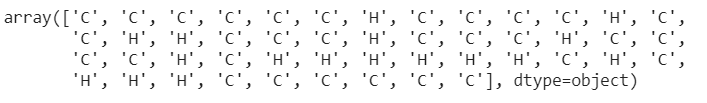 array(['C', 'C', 'C', 'C', 'C', 'C', 'H', 'C', 'C', 'C', 'C', 'H', 'C',
'C', 'H', 'H', 'C', 'C', 'C', 'H', 'C', 'C', 'C', 'H', 'C', 'C',
'C', 'C', 'H', 'C', 'H', 'H', 'H', 'H', 'H', 'H', 'C', 'H', 'C',
'H', 'H', 'H', 'C', 'C', 'C', 'C', 'C', 'C'], dtype=object)